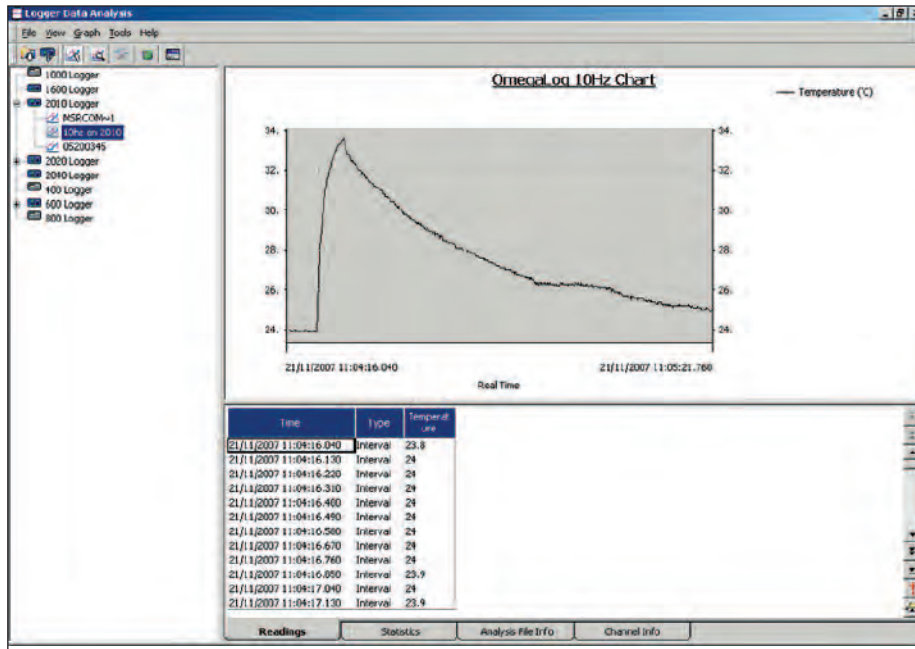 Logger Data Analysis
File View Graph Tools Help
1000 Logger
1600 Logger
2010 Logger
MSRCOM~1
10hz on 2010
05200345
2020 Logger
2040 Logger
400 Logger
600 Logger
800 Logger
OmegaLog 10Hz Chart
Temperature (°C)
34. 34.
32. 32.
30. 30.
28. 28.
26. 26.
24. 24.
21/11/2007 11:04:16.040 21/11/2007 11:05:21.760
Real Time
Time Type Temperat
ure
21/11/2007 11:04:16.040 Interval 23.8
21/11/2007 11:04:16.130 Interval 24
21/11/2007 11:04:16.220 Interval 24
21/11/2007 11:04:16.310 Interval 24
21/11/2007 11:04:16.400 Interval 24
21/11/2007 11:04:16.490 Interval 24
21/11/2007 11:04:16.580 Interval 24
21/11/2007 11:04:16.670 Interval 24
21/11/2007 11:04:16.760 Interval 24
21/11/2007 11:04:16.850 Interval 23.9
21/11/2007 11:04:17.040 Interval 24
21/11/2007 11:04:17.130 Interval 23.9
Readings Statistics Analysis File Info Channel Info